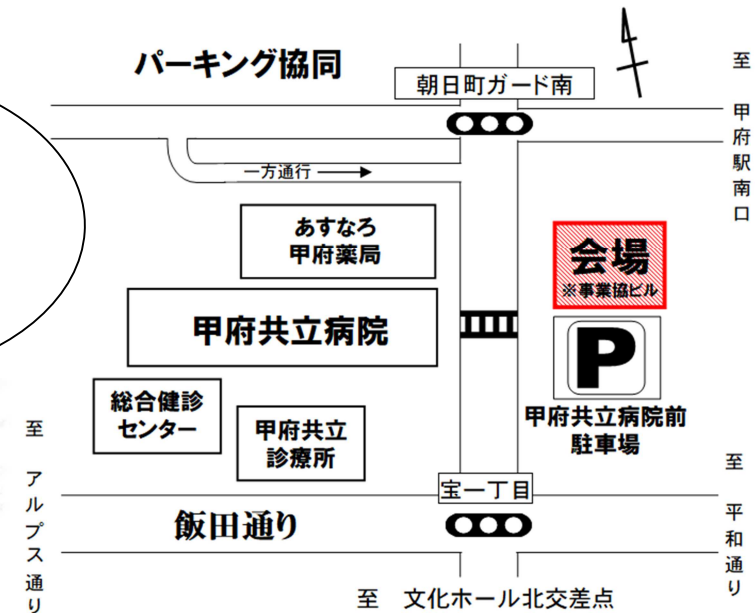 パーキング協同
朝日町ガード南
至 甲府駅南口
一方通行
あすなろ
甲府薬局
会場
※事業協ビル
甲府共立病院
P
総合健診
センター
甲府共立
診療所
甲府共立病院前
駐車場
至 アルプス通り
至 平和通り
宝一丁目
飯田通り
至 文化ホール北交差点